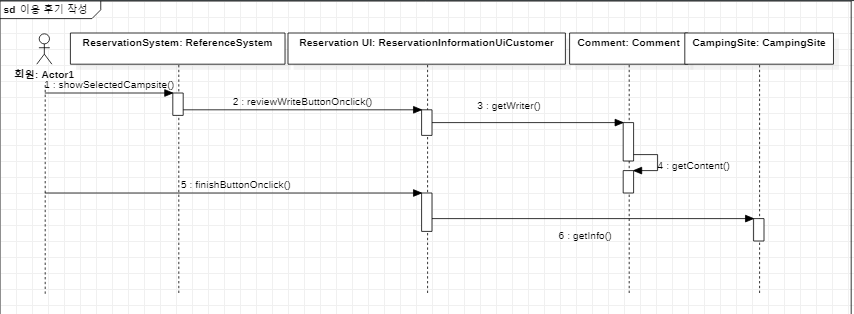 sd 이용 후기 작성
ReservationSystem: ReferenceSystem
Reservation UI: ReservationInformationUiCustomer
Comment: Comment
CampingSite: CampingSite
회원: Actor1
1 : showSelectedCampsite()
2 : reviewWriteButtonOnclick()
3 : getWriter()
4 : getContent()
5 : finishButtonOnclick()
6 : getInfo()